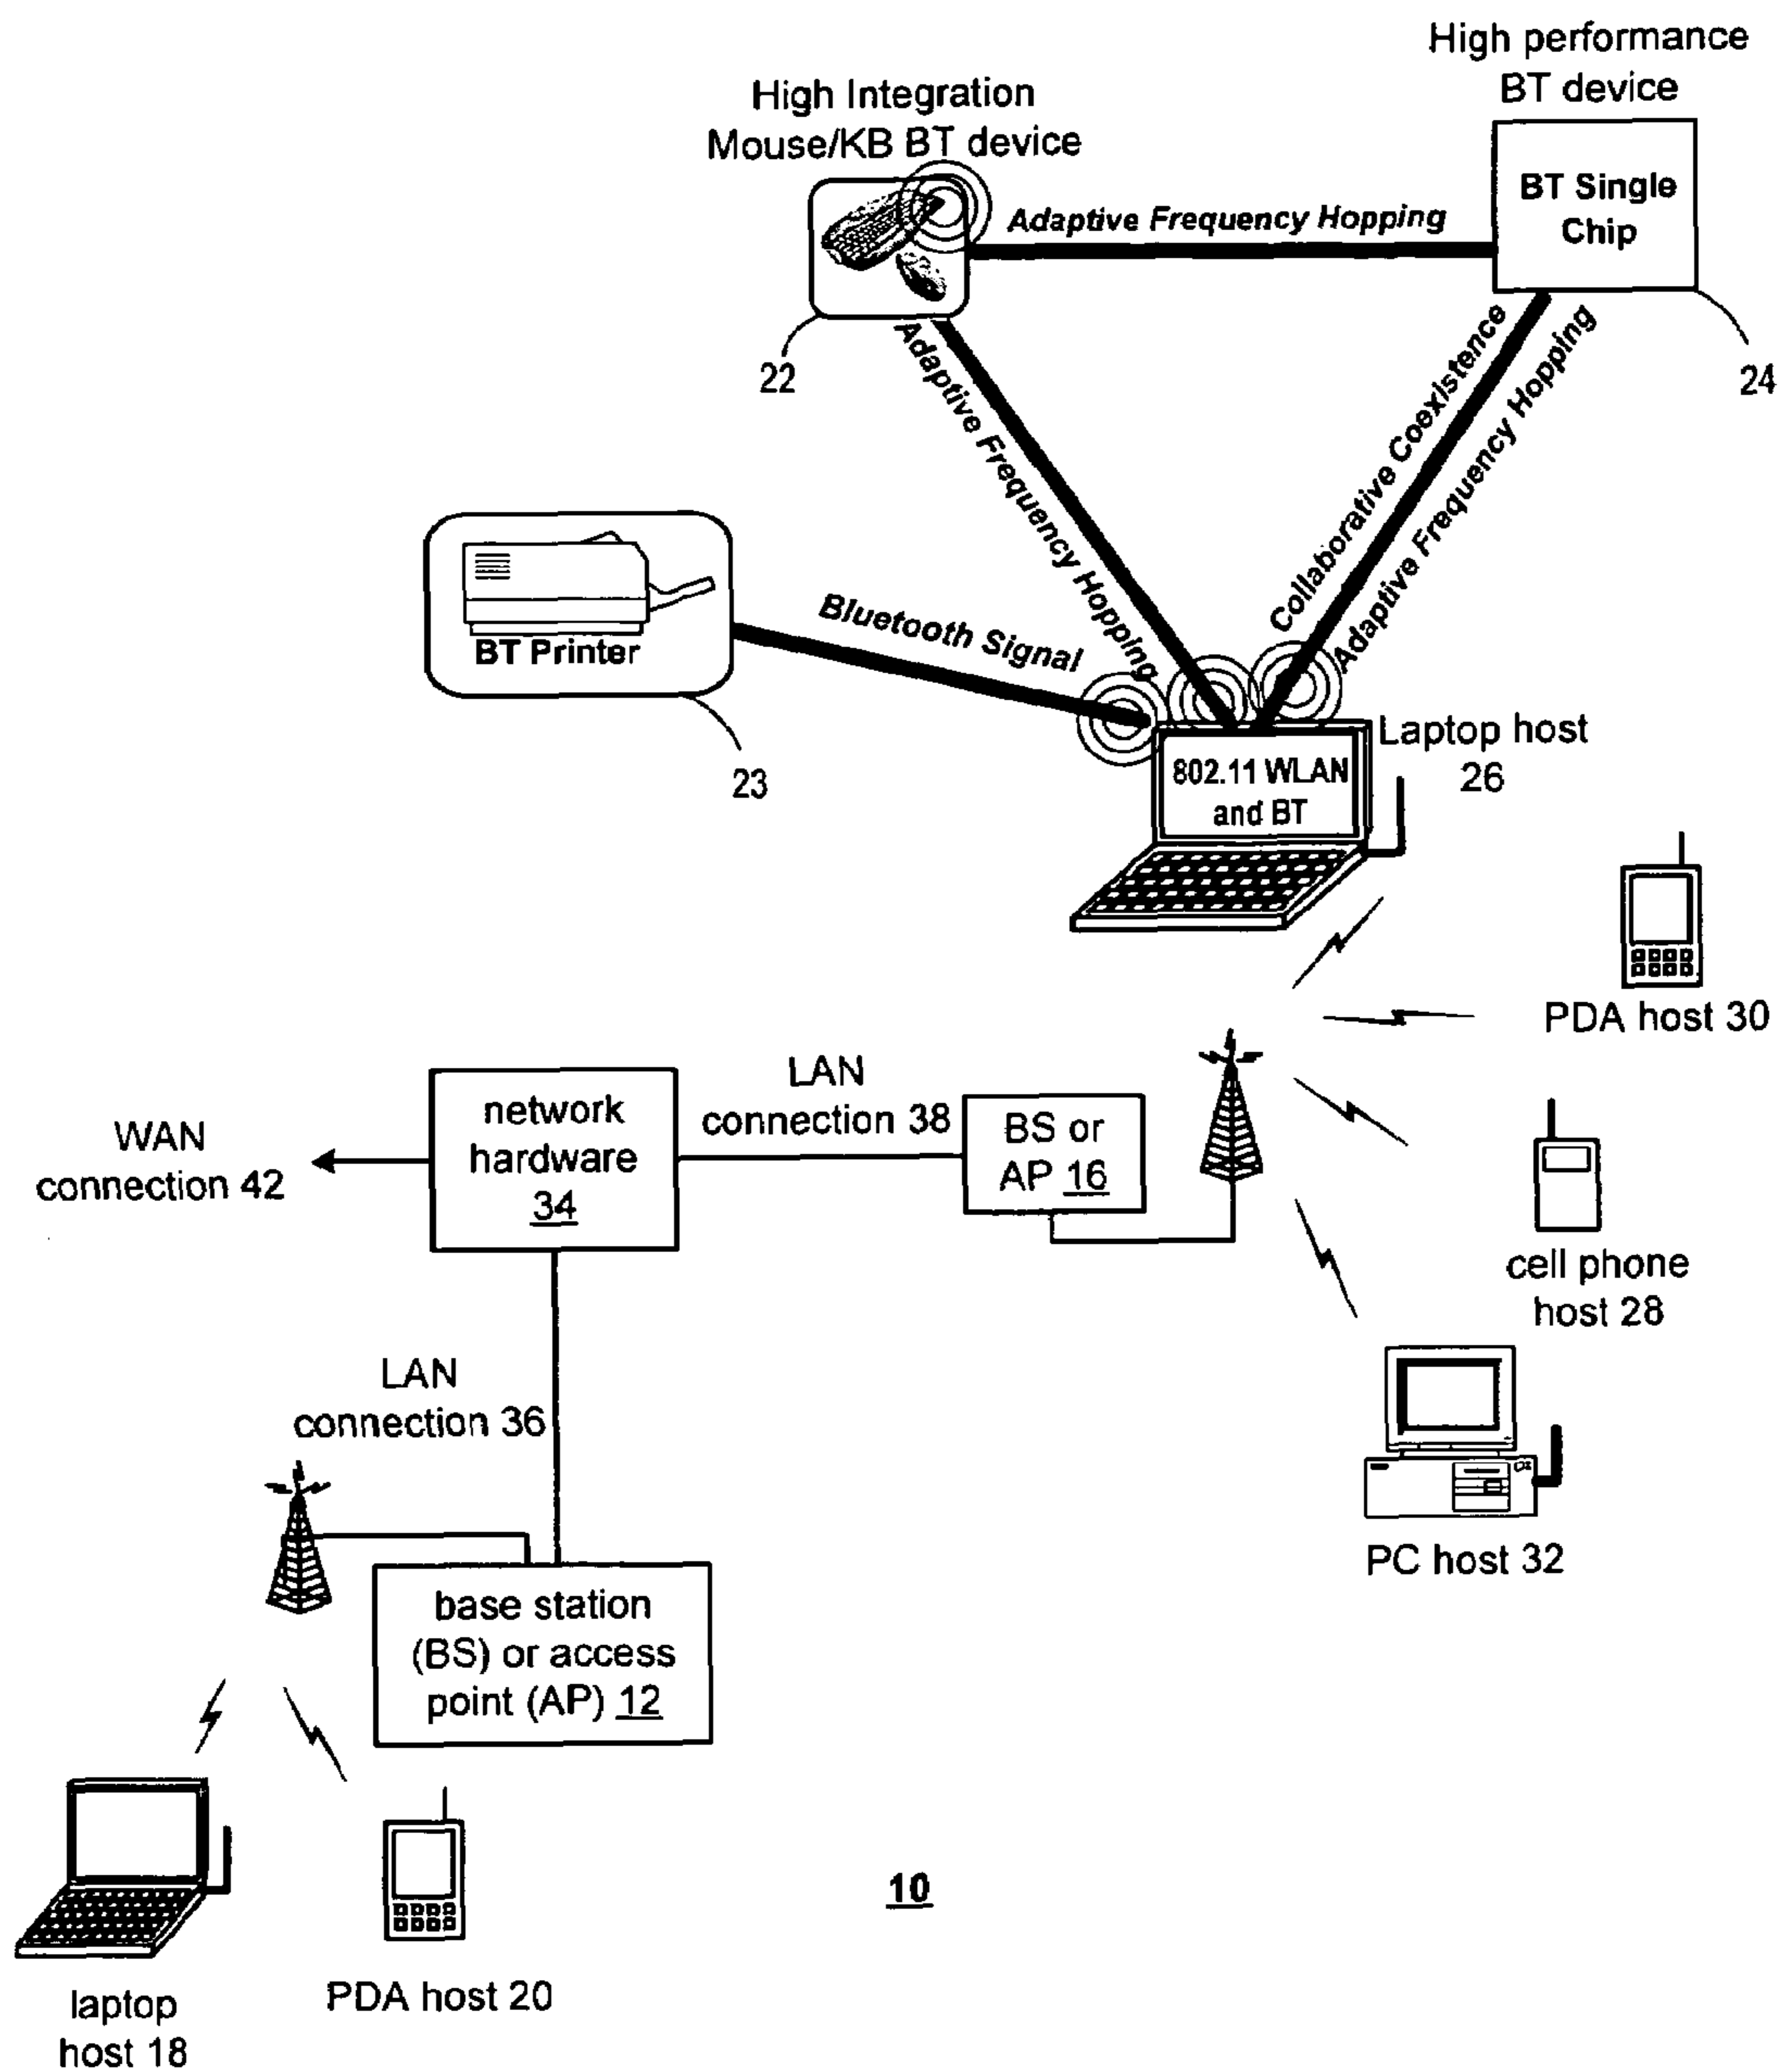 High performance
BT device
High Integration
Mouse/KB BT device
BT Single
Chip
Adaptive Frequency Hopping
22
24
Adaptive Frequency Hopping
Collaborative Coexistence
Adaptive Frequency Hopping
BT Printer
Bluetooth Signal
23
Laptop host
26
802.11 WLAN
and BT
PDA host 30
LAN
connection 38
network
hardware
34
BS or
AP 16
WAN
connection 42
cell phone
host 28
LAN
connection 36
PC host 32
base station
(BS) or access
point (AP) 12
10
PDA host 20
laptop
host 18